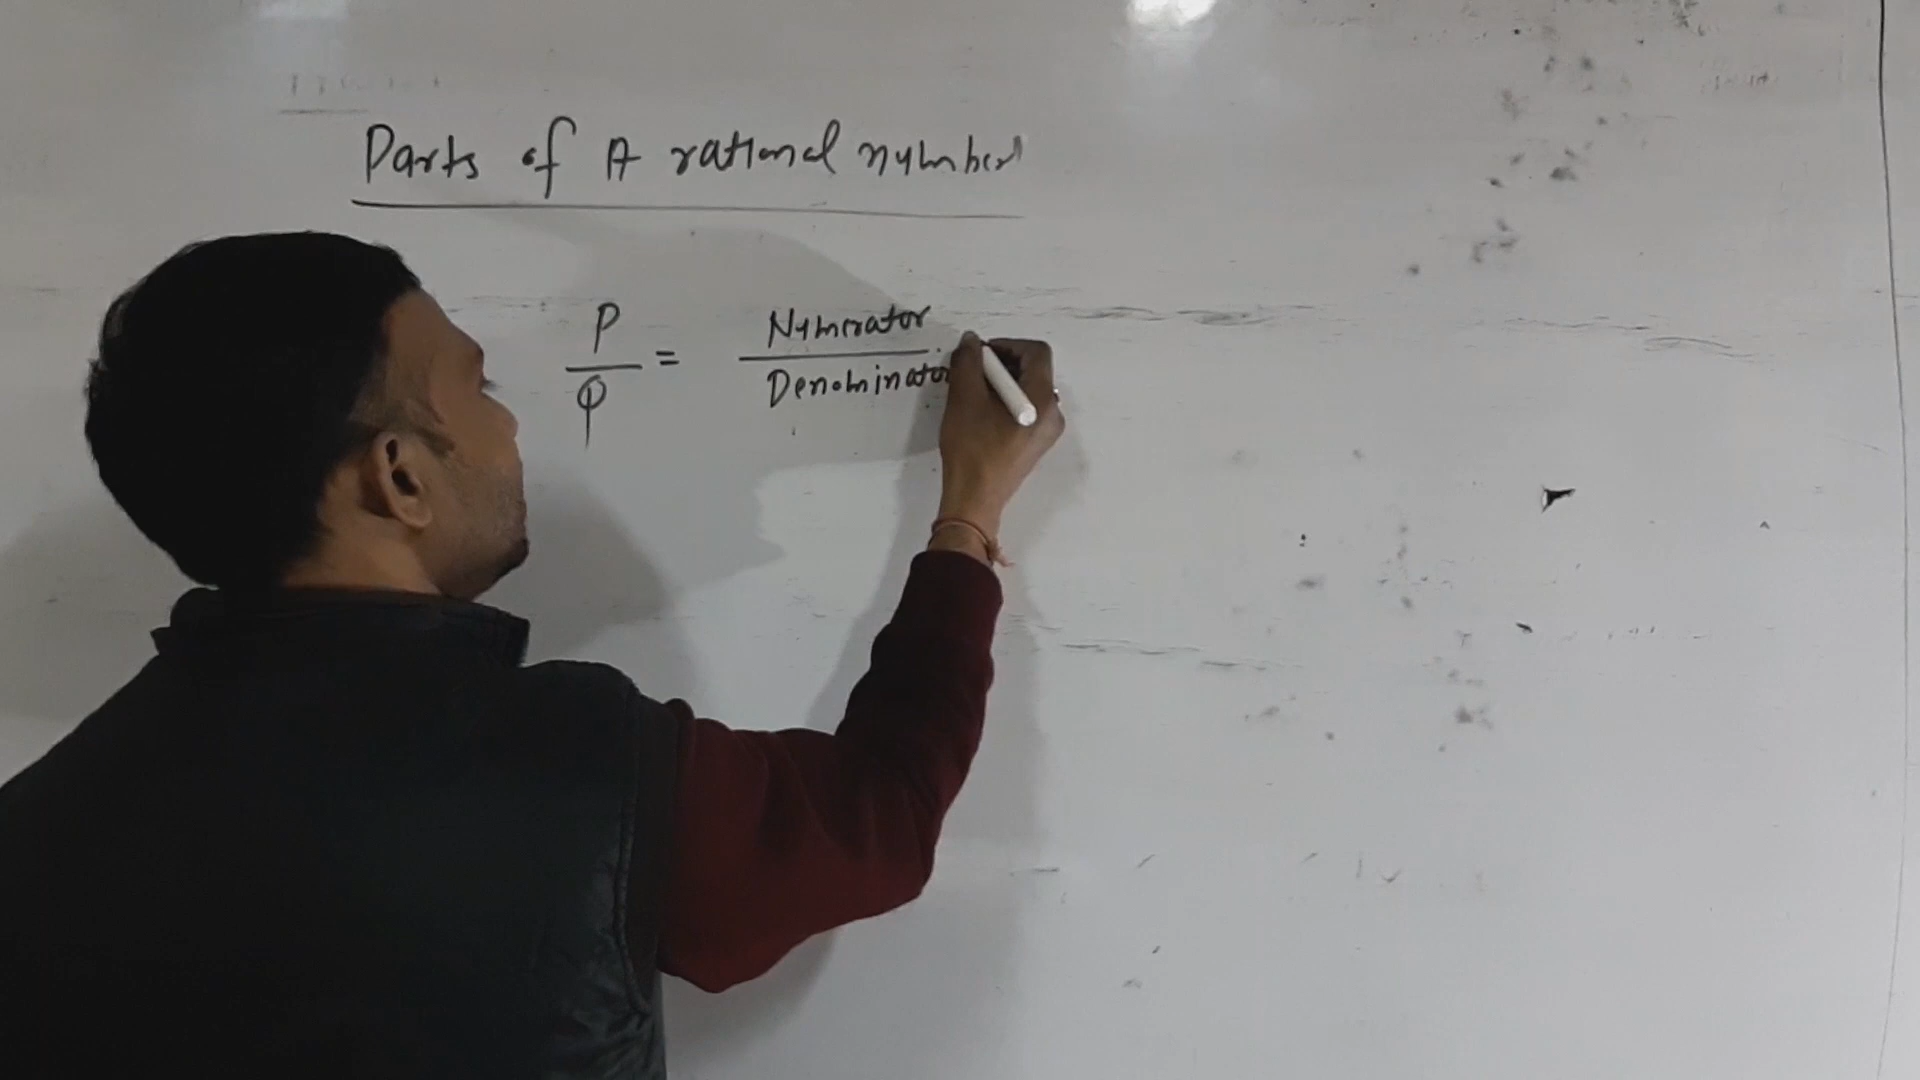 Parts of A rational number
P/Q = Numerator/Denominator